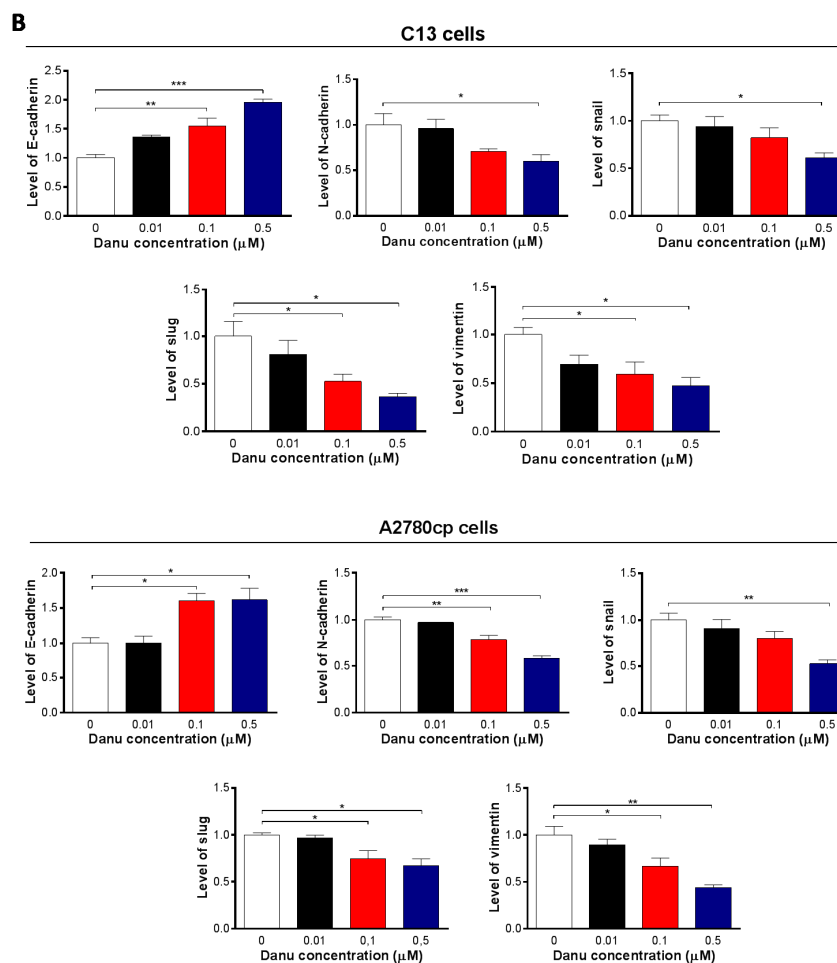 B
C13 cells
Level of E-cadherin
2.5
2.0
1.5
1.0
0.5
0.0
***
**
0 0.01 0.1 0.5
Danu concentration (µM)
Level of N-cadherin
1.5
1.0
0.5
0.0
*
0 0.01 0.1 0.5
Danu concentration (µM)
Level of snail
1.5
1.0
0.5
0.0
*
0 0.01 0.1 0.5
Danu concentration (µM)
Level of slug
1.5
1.0
0.5
0.0
*
*
0 0.01 0.1 0.5
Danu concentration (µM)
Level of vimentin
1.5
1.0
0.5
0.0
*
*
0 0.01 0.1 0.5
Danu concentration (µM)
A2780cp cells
Level of E-cadherin
2.0
1.5
1.0
0.5
0.0
*
*
0 0.01 0.1 0.5
Danu concentration (µM)
Level of N-cadherin
1.5
1.0
0.5
0.0
***
**
0 0.01 0.1 0.5
Danu concentration (µM)
Level of snail
1.5
1.0
0.5
0.0
**
0 0.01 0.1 0.5
Danu concentration (µM)
Level of slug
1.5
1.0
0.5
0.0
*
*
0 0.01 0,1 0,5
Danu concentration (µM)
Level of vimentin
1.5
1.0
0.5
0.0
**
*
0 0.01 0,1 0,5
Danu concentration (µM)